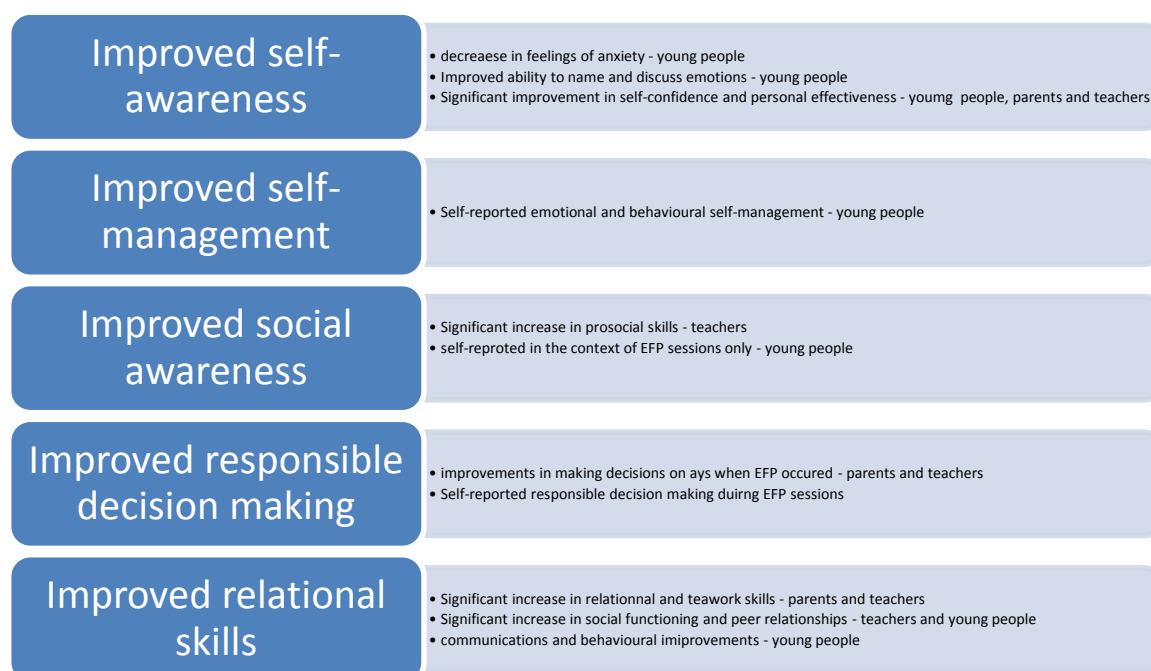 Improved self-
awareness
• decreaese in feelings of anxiety - young people
• Improved ability to name and discuss emotions - young people
• Significant improvement in self-confidence and personal effectiveness - youmg people, parents and teachers
Improved self-
management
• Self-reported emotional and behavioural self-management - young people
Improved social
awareness
• Significant increase in prosocial skills - teachers
• self-reproted in the context of EFP sessions only - young people
Improved responsible
decision making
• improvements in making decisions on ays when EFP occured - parents and teachers
• Self-reported responsible decision making duirng EFP sessions
Improved relational
skills
• Significant increase in relationnal and teawork skills - parents and teachers
• Significant increase in social functioning and peer relationships - teachers and young people
• communications and behavioural imiprovements - young people